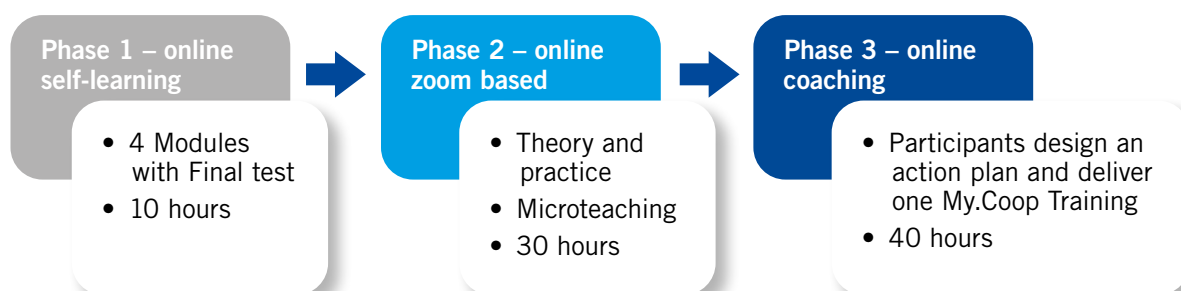 Phase 1 – online
self-learning
• 4 Modules
with Final test
• 10 hours
Phase 2 – online
zoom based
• Theory and
practice
• Microteaching
• 30 hours
Phase 3 – online
coaching
• Participants design an
action plan and deliver
one My.Coop Training
• 40 hours